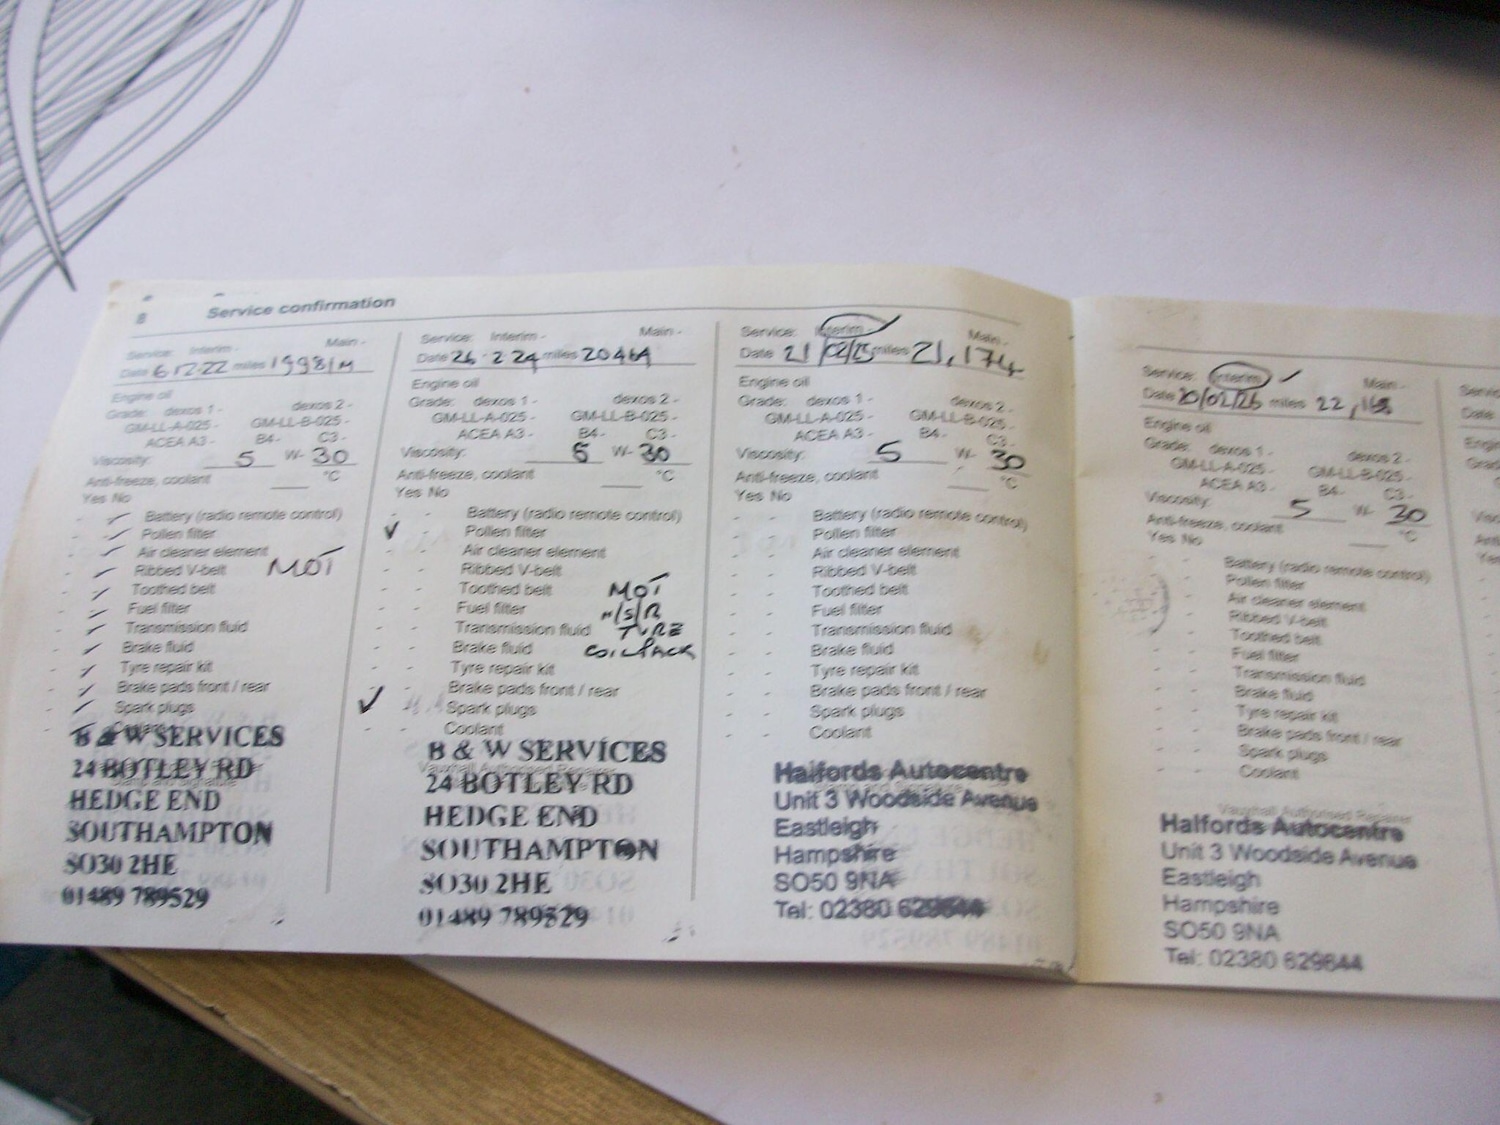 8
Service confirmation
Service: Interim - Main -
Date 6.12.22 miles 19981M
Engine oil
Grade: dexos 1 - dexos 2 -
GM-LL-A-025 - GM-LL-B-025 -
ACEA A3 - B4 - C3 -
Viscosity: 5 W- 30
Anti-freeze, coolant °C
Yes No
- Battery (radio remote control)
- Pollen filter
- Air cleaner element
- Ribbed V-belt MOT
- Toothed belt
- Fuel filter
- Transmission fluid
- Brake fluid
- Tyre repair kit
- Brake pads front / rear
- Spark plugs
- Coolant
B & W SERVICES
24 BOTLEY RD
HEDGE END
SOUTHAMPTON
SO30 2HE
01489 789529
Service: Interim - Main -
Date 26-2-24 miles
Engine oil
Grade: dexos 1 - dexos 2 -
GM-LL-A-025 - GM-LL-B-025 -
ACEA A3 - B4 - C3 -
Viscosity: 5 W- 30
Anti-freeze, coolant °C
Yes No
- - Battery (radio remote control)
✓ - Pollen filter
- - Air cleaner element
- - Ribbed V-belt
- - Toothed belt MOT
- - Fuel filter N/S/R
- - Transmission fluid TYRE
- - Brake fluid COILPACK
- - Tyre repair kit
- - Brake pads front / rear
✓ - Spark plugs
- - Coolant
Vauxhall Authorised Repairer
B & W SERVICES
24 BOTLEY RD
HEDGE END
SOUTHAMPTON
SO30 2HE
01489 789529
Service: Interim - Main -
Date 21/02/25 miles 21,174
Engine oil
Grade: dexos 1 - dexos 2 -
GM-LL-A-025 - GM-LL-B-025 -
ACEA A3 - B4 - C3 -
Viscosity: 5 W- 30
Anti-freeze, coolant °C
Yes No
- - Battery (radio remote control)
- - Pollen filter
- - Air cleaner element
- - Ribbed V-belt
- - Toothed belt
- - Fuel filter
- - Transmission fluid
- - Brake fluid
- - Tyre repair kit
- - Brake pads front / rear
- - Spark plugs
- - Coolant
Halfords Autocentre
Unit 3 Woodside Avenue
Eastleigh
Hampshire
SO50 9NA
Tel: 02380 629644
Service: Interim - ✓ Main -
Date 20/02/26 miles
Engine oil
Grade: dexos 1 - dexos 2 -
GM-LL-A-025 - GM-LL-B-025 -
ACEA A3 - B4 - C3 -
Viscosity: 5 W- 30
Anti-freeze, coolant °C
Yes No
- - Battery (radio remote control)
- - Pollen filter
- - Air cleaner element
- - Ribbed V-belt
- - Toothed belt
- - Fuel filter
- - Transmission fluid
- - Brake fluid
- - Tyre repair kit
- - Brake pads front / rear
- - Spark plugs
- - Coolant
Vauxhall Authorised Repairer
Halfords Autocentre
Unit 3 Woodside Avenue
Eastleigh
Hampshire
SO50 9NA
Tel: 02380 629644